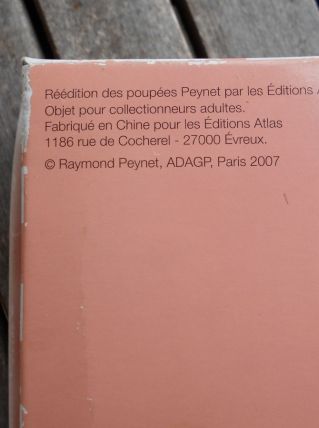 Réédition des poupées Peynet par les Éditions
Objet pour collectionneurs adultes.
Fabriqué en Chine pour les Éditions Atlas
1186 rue de Cocherel - 27000 Évreux.
© Raymond Peynet, ADAGP, Paris 2007